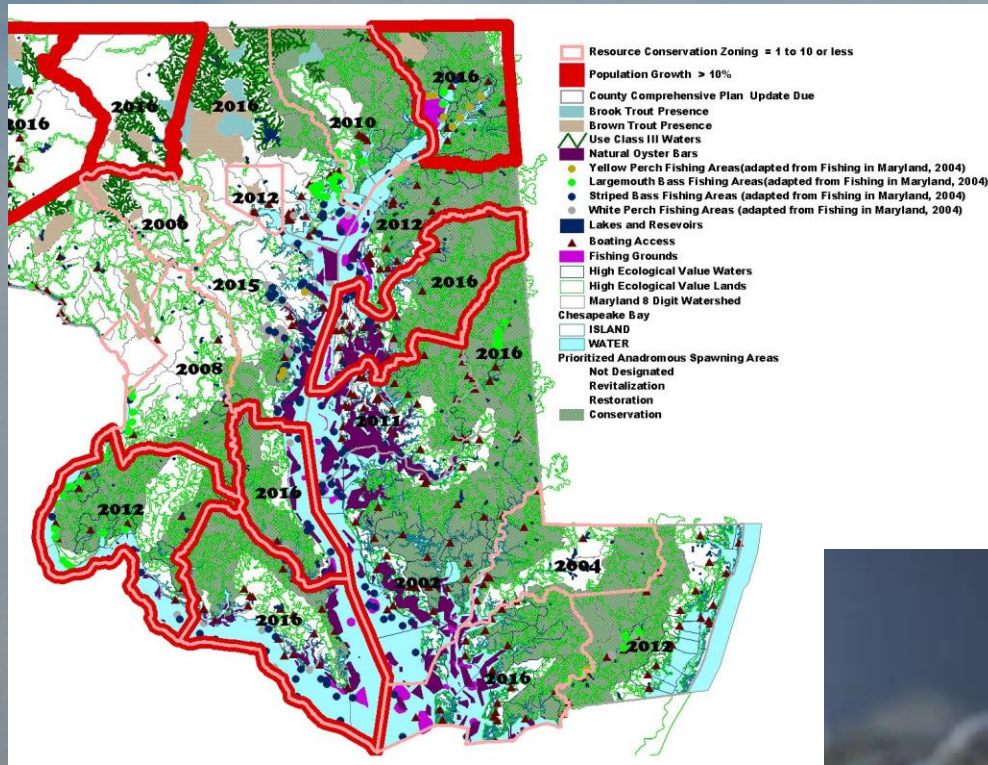 Resource Conservation Zoning = 1 to 10 or less
Population Growth > 10%
County Comprehensive Plan Update Due
Brook Trout Presence
Brown Trout Presence
Use Class III Waters
Natural Oyster Bars
Yellow Perch Fishing Areas(adapted from Fishing in Maryland, 2004)
Largemouth Bass Fishing Areas(adapted from Fishing in Maryland, 2004)
Striped Bass Fishing Areas (adapted from Fishing in Maryland, 2004)
White Perch Fishing Areas (adapted from Fishing in Maryland, 2004)
Lakes and Resevoirs
Boating Access
Fishing Grounds
High Ecological Value Waters
High Ecological Value Lands
Maryland 8 Digit Watershed
Chesapeake Bay
ISLAND
WATER
Prioritized Anadromous Spawning Areas
Not Designated
Revitalization
Restoration
Conservation
2016
2016
2016
2016
2010
2012
2006
2012
2015
2016
2016
2008
2011
2012
2016
2002
2004
2016
2012
2016